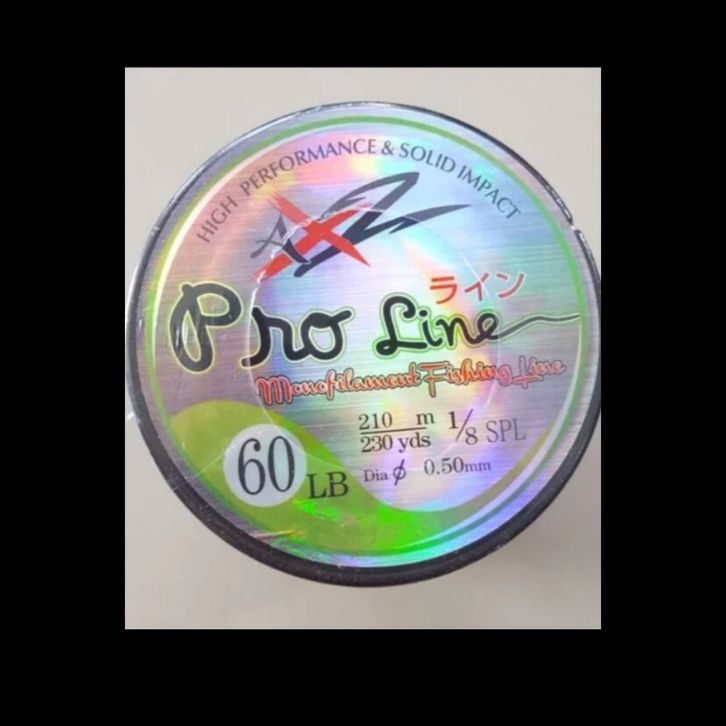 HIGH PERFORMANCE & SOLID IMPACT
AXZ
ライン
Pro Line
Monofilament Fishing Line
210 m
230 yds
1/8 SPL
60 LB
Dia ϕ 0.50mm